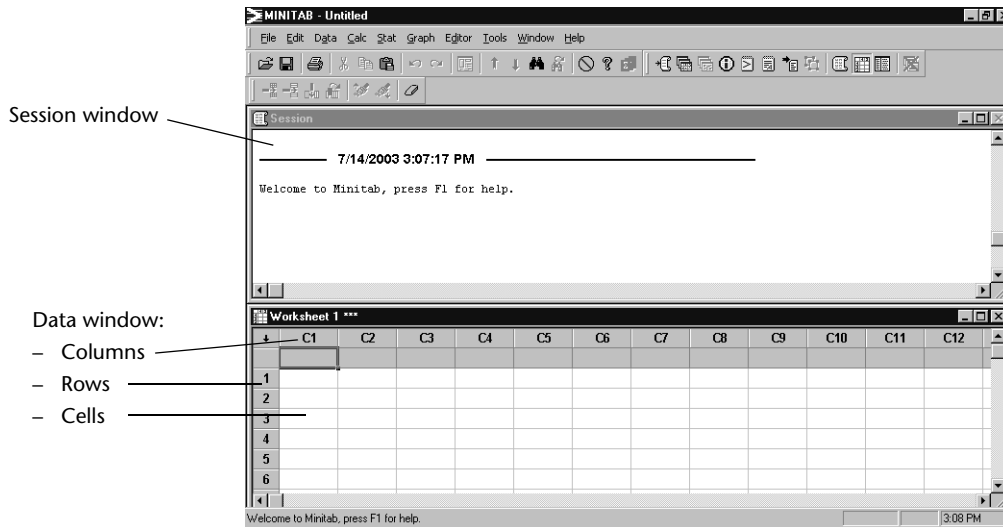 MINITAB - Untitled
File Edit Data Calc Stat Graph Editor Tools Window Help
Session window
Session
7/14/2003 3:07:17 PM
Welcome to Minitab, press F1 for help.
Data window:
– Columns
– Rows
– Cells
Worksheet 1 ***
C1 C2 C3 C4 C5 C6 C7 C8 C9 C10 C11 C12
1
2
3
4
5
6
Welcome to Minitab, press F1 for help.
3:08 PM